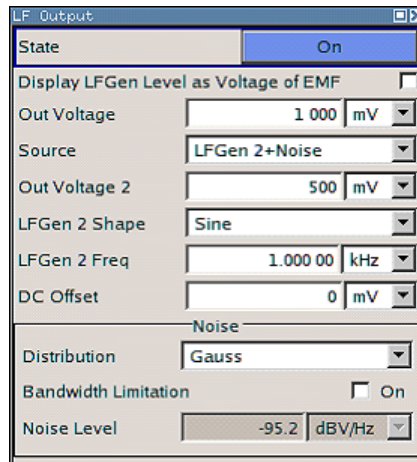 LF Output
State On
Display LFGen Level as Voltage of EMF
Out Voltage 1 000 mV
Source LFGen 2+Noise
Out Voltage 2 500 mV
LFGen 2 Shape Sine
LFGen 2 Freq 1.000 00 kHz
DC Offset 0 mV
Noise
Distribution Gauss
Bandwidth Limitation On
Noise Level -95.2 dBV/Hz